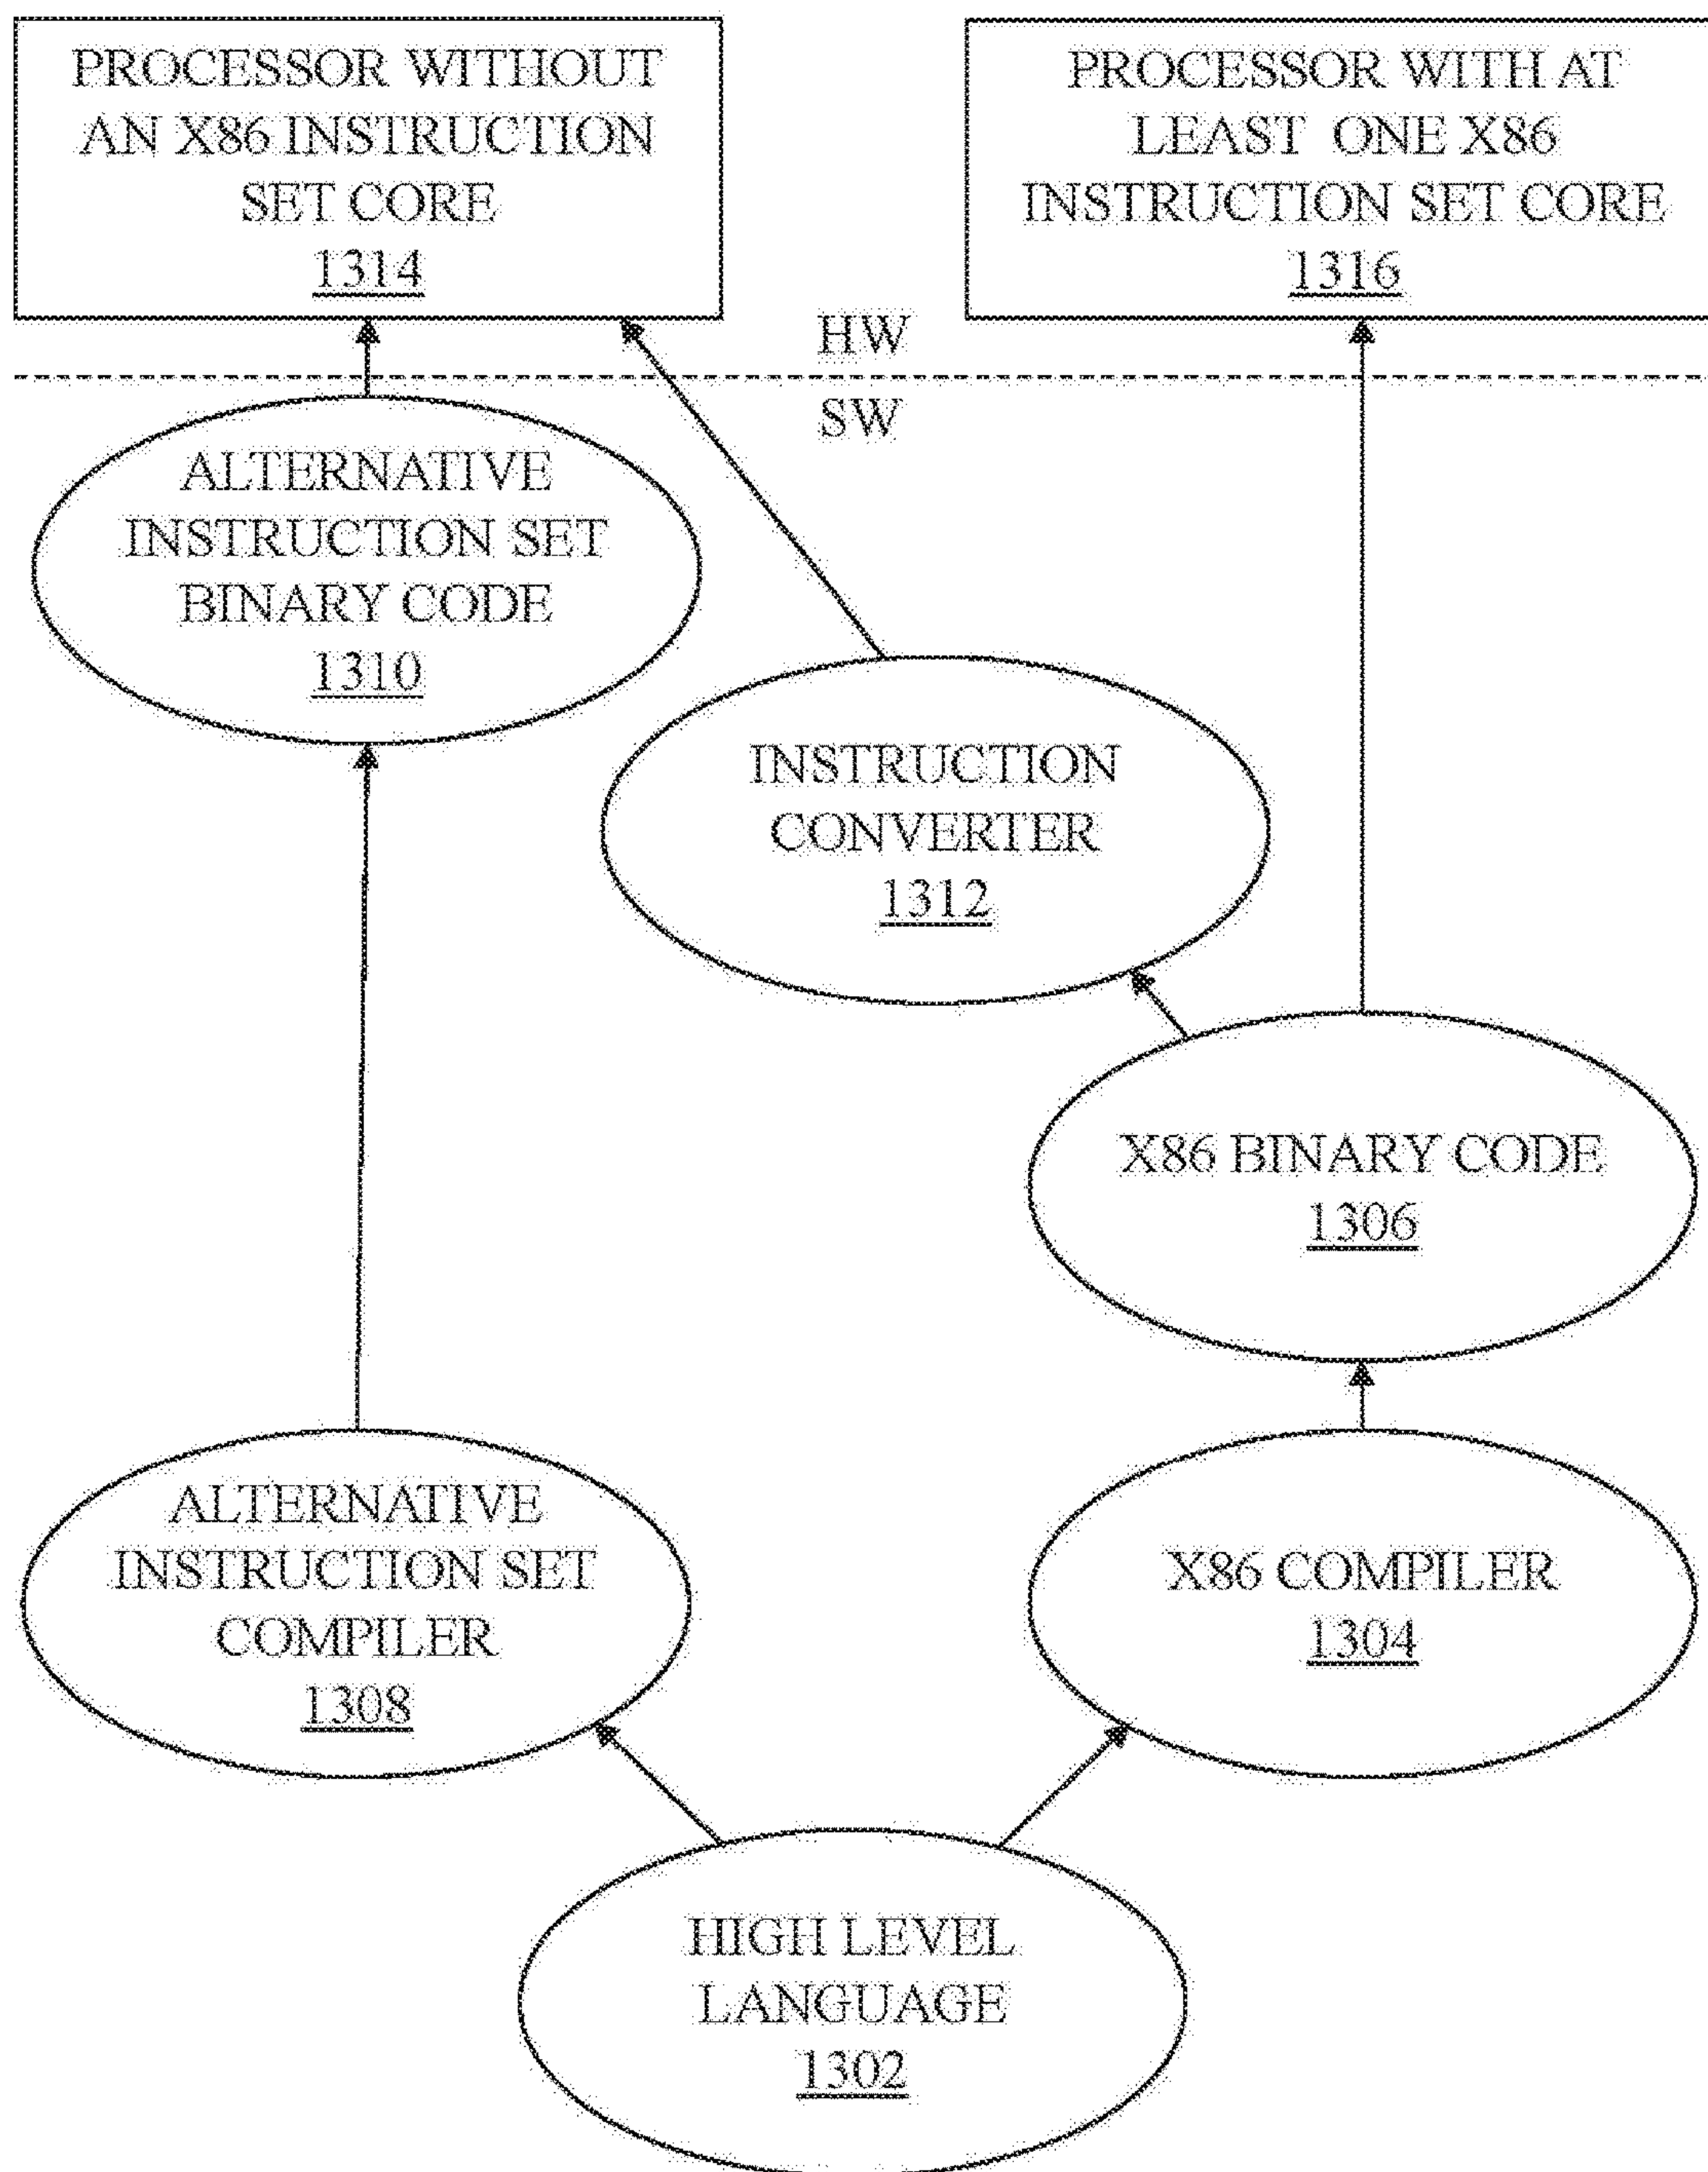 PROCESSOR WITHOUT
AN X86 INSTRUCTION
SET CORE
1314
PROCESSOR WITH AT
LEAST ONE X86
INSTRUCTION SET CORE
1316
HW
SW
ALTERNATIVE
INSTRUCTION SET
BINARY CODE
1310
INSTRUCTION
CONVERTER
1312
X86 BINARY CODE
1306
ALTERNATIVE
INSTRUCTION SET
COMPILER
1308
X86 COMPILER
1304
HIGH LEVEL
LANGUAGE
1302